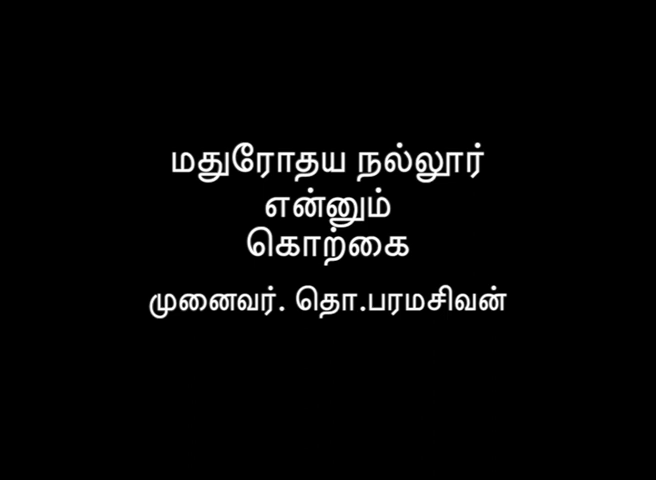 மதுரோதய நல்லூர்
என்னும்
கொற்கை
முனைவர். தொ.பரமசிவன்